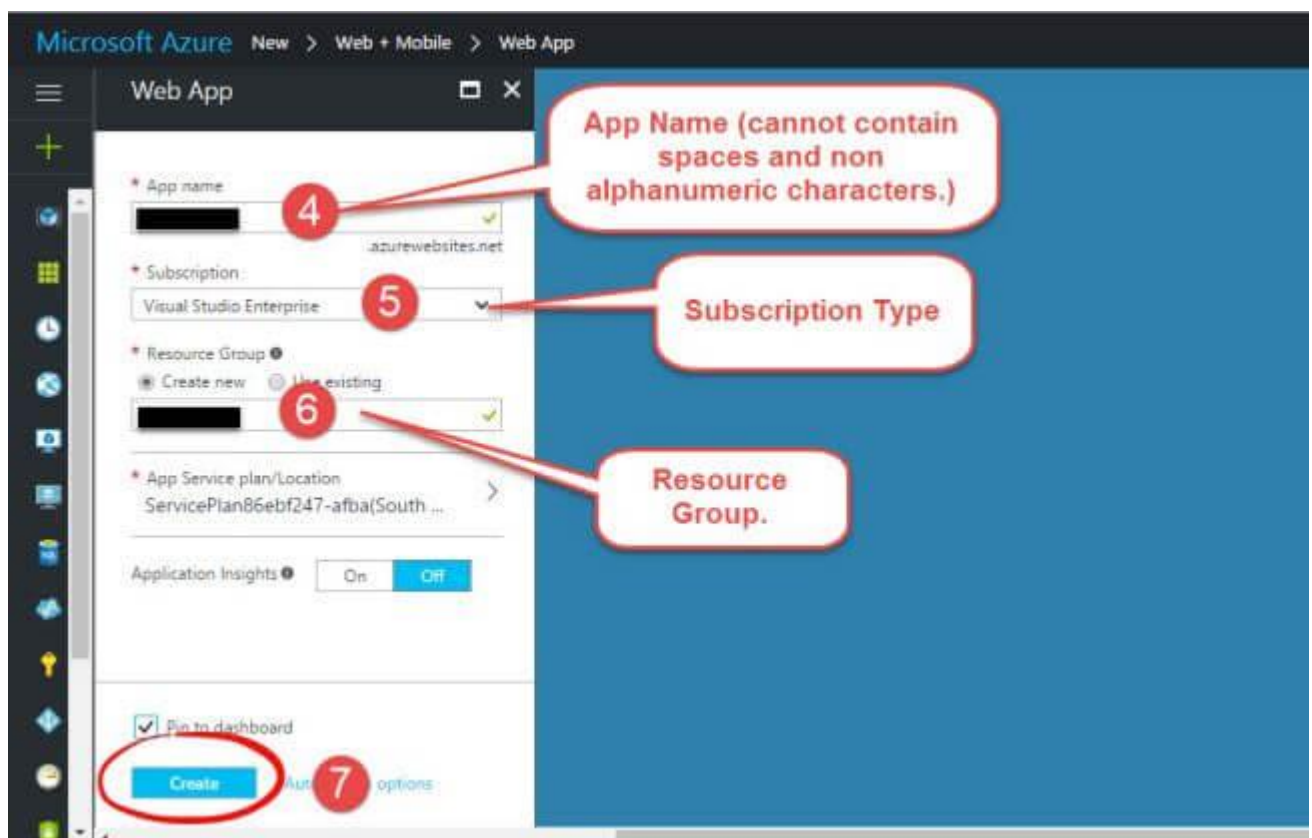 Microsoft Azure New > Web + Mobile > Web App
Web App
App Name (cannot contain
spaces and non
alphanumeric characters.)
* App name
4
.azurewebsites.net
* Subscription
Visual Studio Enterprise
5
Subscription Type
* Resource Group
Create new Use existing
6
Resource
Group.
* App Service plan/Location
ServicePlan86ebf247-afba(South ...
Application Insights On Off
Pin to dashboard
Create
7
options